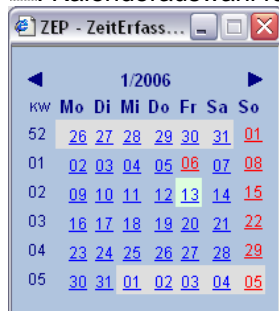 ZEP - ZeitErfass...
1/2006
KW Mo Di Mi Do Fr Sa So
52 26 27 28 29 30 31 01
01 02 03 04 05 06 07 08
02 09 10 11 12 13 14 15
03 16 17 18 19 20 21 22
04 23 24 25 26 27 28 29
05 30 31 01 02 03 04 05